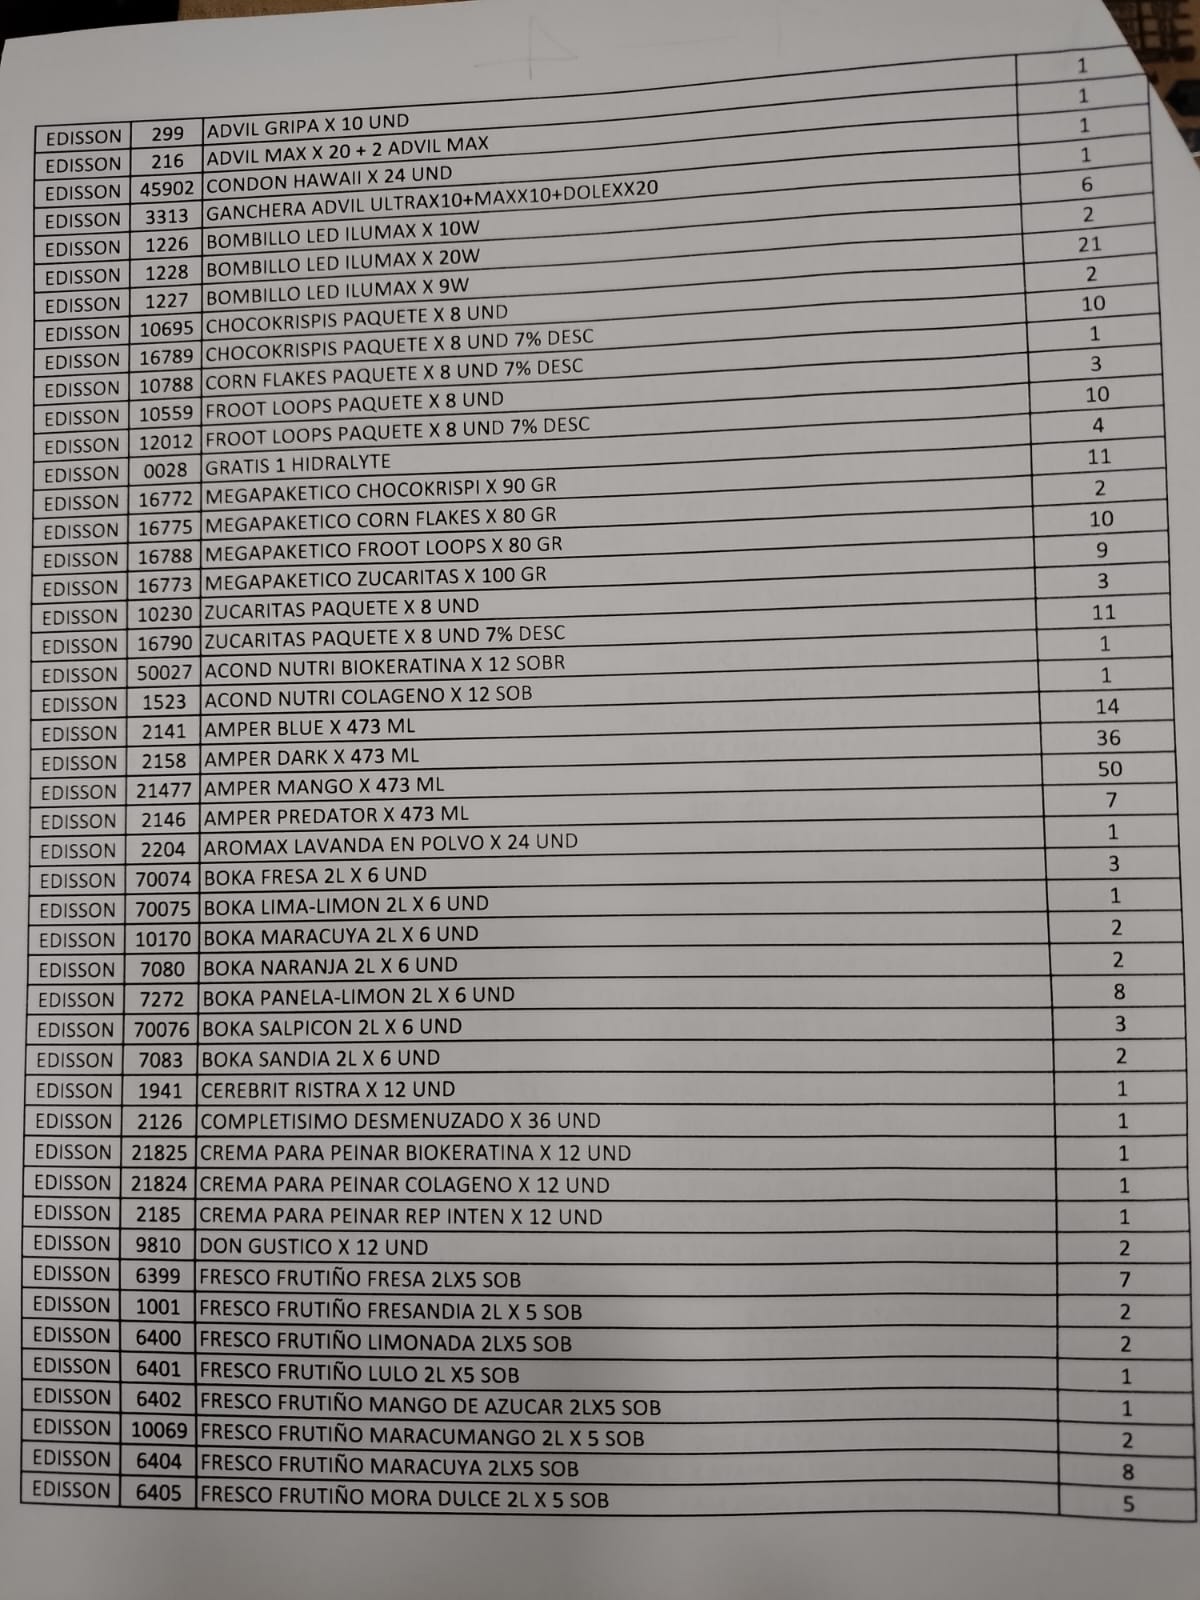 EDISSON 299 ADVIL GRIPA X 10 UND 1
EDISSON 216 ADVIL MAX X 20 + 2 ADVIL MAX 1
EDISSON 45902 CONDON HAWAII X 24 UND 1
EDISSON 3313 GANCHERA ADVIL ULTRAX10+MAXX10+DOLEXX20 1
EDISSON 1226 BOMBILLO LED ILUMAX X 10W 6
EDISSON 1228 BOMBILLO LED ILUMAX X 20W 2
EDISSON 1227 BOMBILLO LED ILUMAX X 9W 21
EDISSON 10695 CHOCOKRISPIS PAQUETE X 8 UND 2
EDISSON 16789 CHOCOKRISPIS PAQUETE X 8 UND 7% DESC 10
EDISSON 10788 CORN FLAKES PAQUETE X 8 UND 7% DESC 1
EDISSON 10559 FROOT LOOPS PAQUETE X 8 UND 3
EDISSON 12012 FROOT LOOPS PAQUETE X 8 UND 7% DESC 10
EDISSON 0028 GRATIS 1 HIDRALYTE 4
EDISSON 16772 MEGAPAKETICO CHOCOKRISPI X 90 GR 11
EDISSON 16775 MEGAPAKETICO CORN FLAKES X 80 GR 2
EDISSON 16788 MEGAPAKETICO FROOT LOOPS X 80 GR 10
EDISSON 16773 MEGAPAKETICO ZUCARITAS X 100 GR 9
EDISSON 10230 ZUCARITAS PAQUETE X 8 UND 3
EDISSON 16790 ZUCARITAS PAQUETE X 8 UND 7% DESC 11
EDISSON 50027 ACOND NUTRI BIOKERATINA X 12 SOBR 1
EDISSON 1523 ACOND NUTRI COLAGENO X 12 SOB 1
EDISSON 2141 AMPER BLUE X 473 ML 14
EDISSON 2158 AMPER DARK X 473 ML 36
EDISSON 21477 AMPER MANGO X 473 ML 50
EDISSON 2146 AMPER PREDATOR X 473 ML 7
EDISSON 2204 AROMAX LAVANDA EN POLVO X 24 UND 1
EDISSON 70074 BOKA FRESA 2L X 6 UND 3
EDISSON 70075 BOKA LIMA-LIMON 2L X 6 UND 1
EDISSON 10170 BOKA MARACUYA 2L X 6 UND 2
EDISSON 7080 BOKA NARANJA 2L X 6 UND 2
EDISSON 7272 BOKA PANELA-LIMON 2L X 6 UND 8
EDISSON 70076 BOKA SALPICON 2L X 6 UND 3
EDISSON 7083 BOKA SANDIA 2L X 6 UND 2
EDISSON 1941 CEREBRIT RISTRA X 12 UND 1
EDISSON 2126 COMPLETISIMO DESMENUZADO X 36 UND 1
EDISSON 21825 CREMA PARA PEINAR BIOKERATINA X 12 UND 1
EDISSON 21824 CREMA PARA PEINAR COLAGENO X 12 UND 1
EDISSON 2185 CREMA PARA PEINAR REP INTEN X 12 UND 1
EDISSON 9810 DON GUSTICO X 12 UND 2
EDISSON 6399 FRESCO FRUTIÑO FRESA 2LX5 SOB 7
EDISSON 1001 FRESCO FRUTIÑO FRESANDIA 2L X 5 SOB 2
EDISSON 6400 FRESCO FRUTIÑO LIMONADA 2LX5 SOB 2
EDISSON 6401 FRESCO FRUTIÑO LULO 2L X5 SOB 1
EDISSON 6402 FRESCO FRUTIÑO MANGO DE AZUCAR 2LX5 SOB 1
EDISSON 10069 FRESCO FRUTIÑO MARACUMANGO 2L X 5 SOB 2
EDISSON 6404 FRESCO FRUTIÑO MARACUYA 2LX5 SOB 8
EDISSON 6405 FRESCO FRUTIÑO MORA DULCE 2L X 5 SOB 5